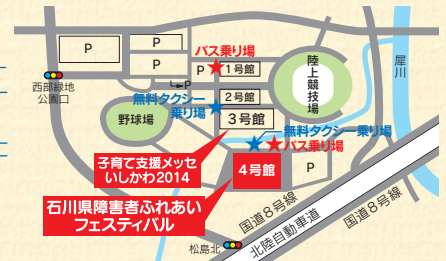 P
P
P
バス乗り場
P
1号館
2号館
3号館
無料タクシー
乗り場
西部緑地
公園口
野球場
陸上競技場
犀川
無料タクシー乗り場
バス乗り場
子育て支援メッセ
いしかわ2014
4号館
P
石川県障害者ふれあい
フェスティバル
国道8号線
北陸自動車道
国道8号線
松島北